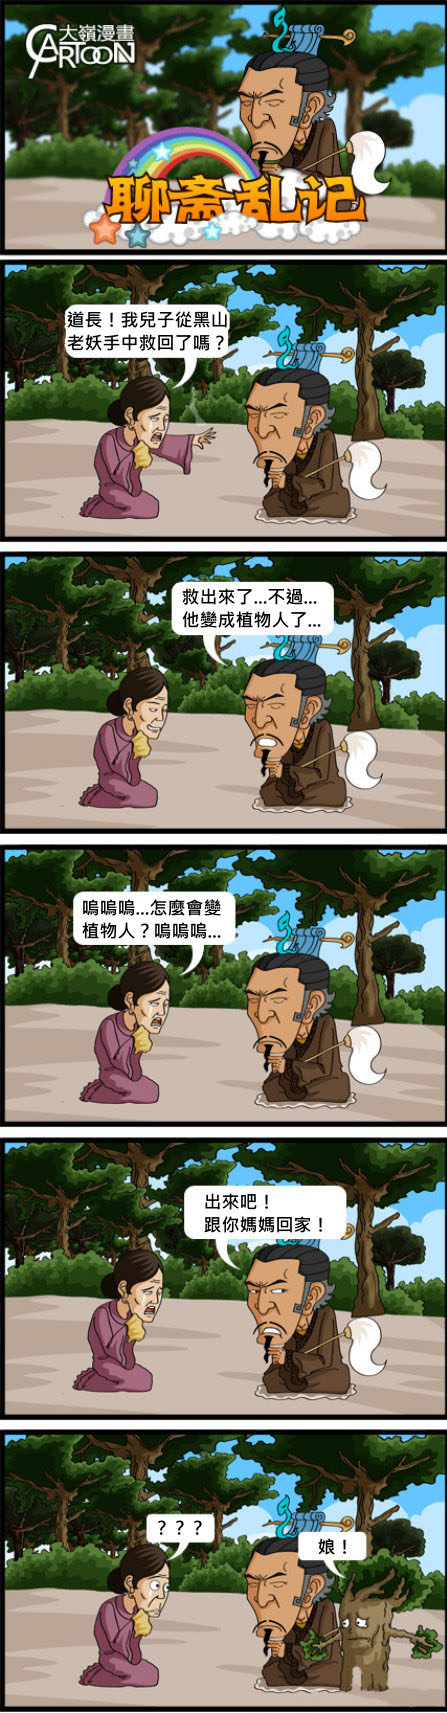 大嶺漫畫
CARTOON
聊斋乱记
道長！我兒子從黑山
老妖手中救回了嗎？
救出來了...不過...
他變成植物人了...
嗚嗚嗚...怎麼會變
植物人？嗚嗚嗚...
出來吧！
跟你媽媽回家！
？？？
娘！